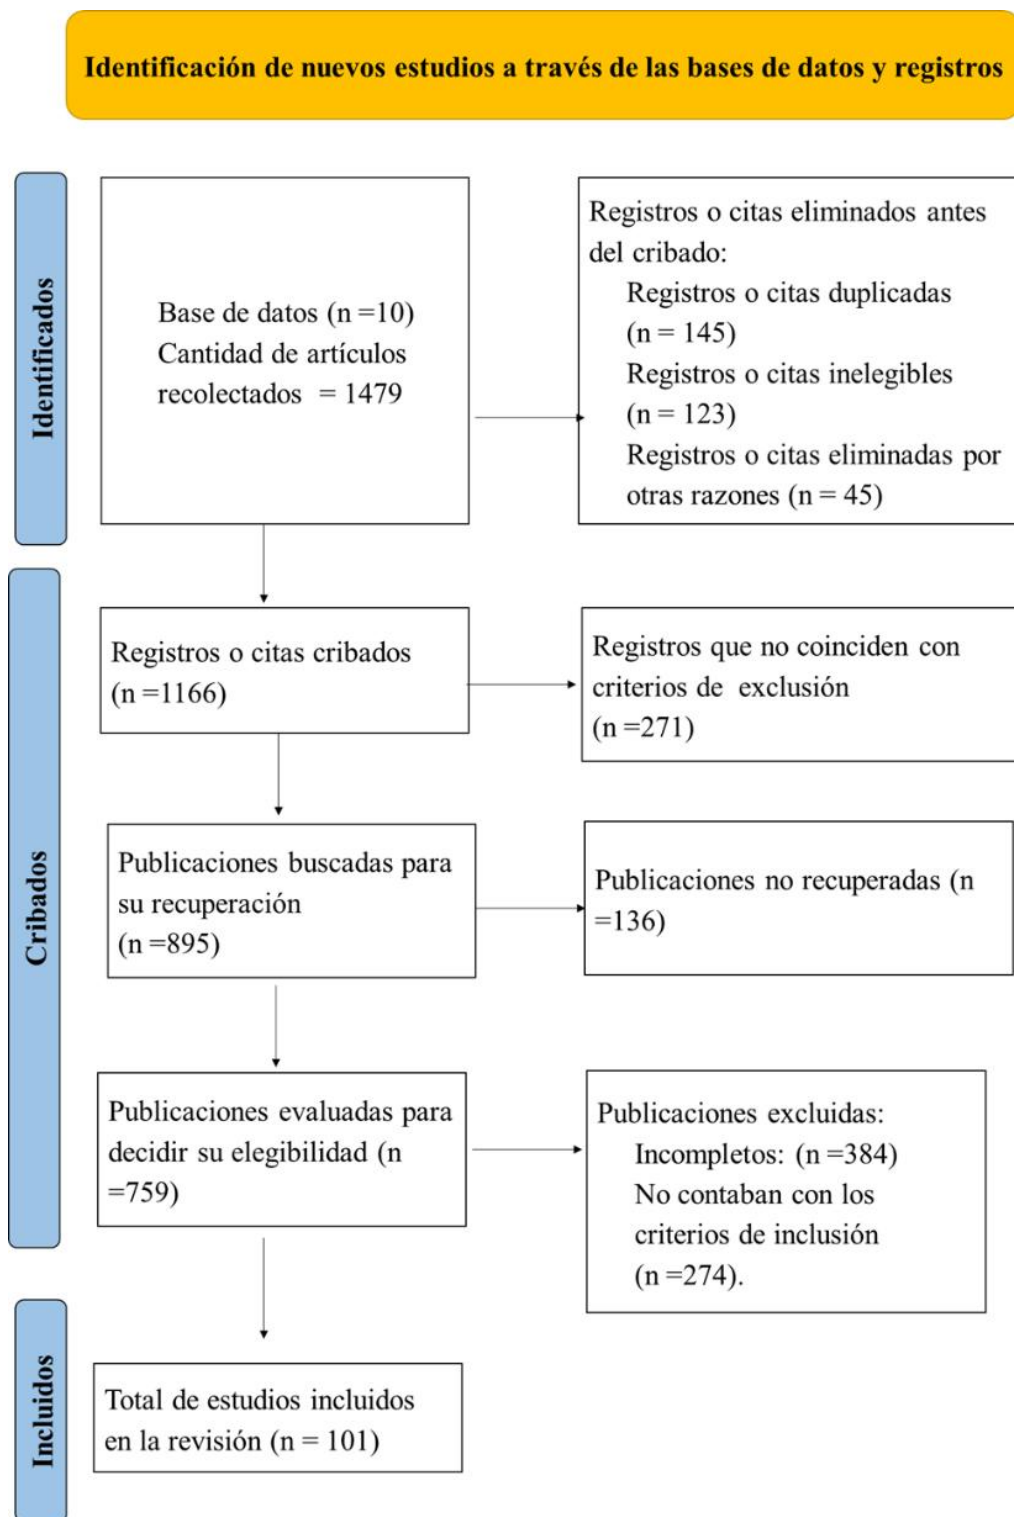 Identificación de nuevos estudios a través de las bases de datos y registros
Identificados
Base de datos (n =10)
Cantidad de artículos
recolectados = 1479
Registros o citas eliminados antes
del cribado:
Registros o citas duplicadas
(n = 145)
Registros o citas inelegibles
(n = 123)
Registros o citas eliminadas por
otras razones (n = 45)
Cribados
Registros o citas cribados
(n =1166)
Registros que no coinciden con
criterios de exclusión
(n =271)
Publicaciones buscadas para
su recuperación
(n =895)
Publicaciones no recuperadas (n
=136)
Publicaciones evaluadas para
decidir su elegibilidad (n
=759)
Publicaciones excluidas:
Incompletos: (n =384)
No contaban con los
criterios de inclusión
(n =274).
Incluidos
Total de estudios incluidos
en la revisión (n = 101)